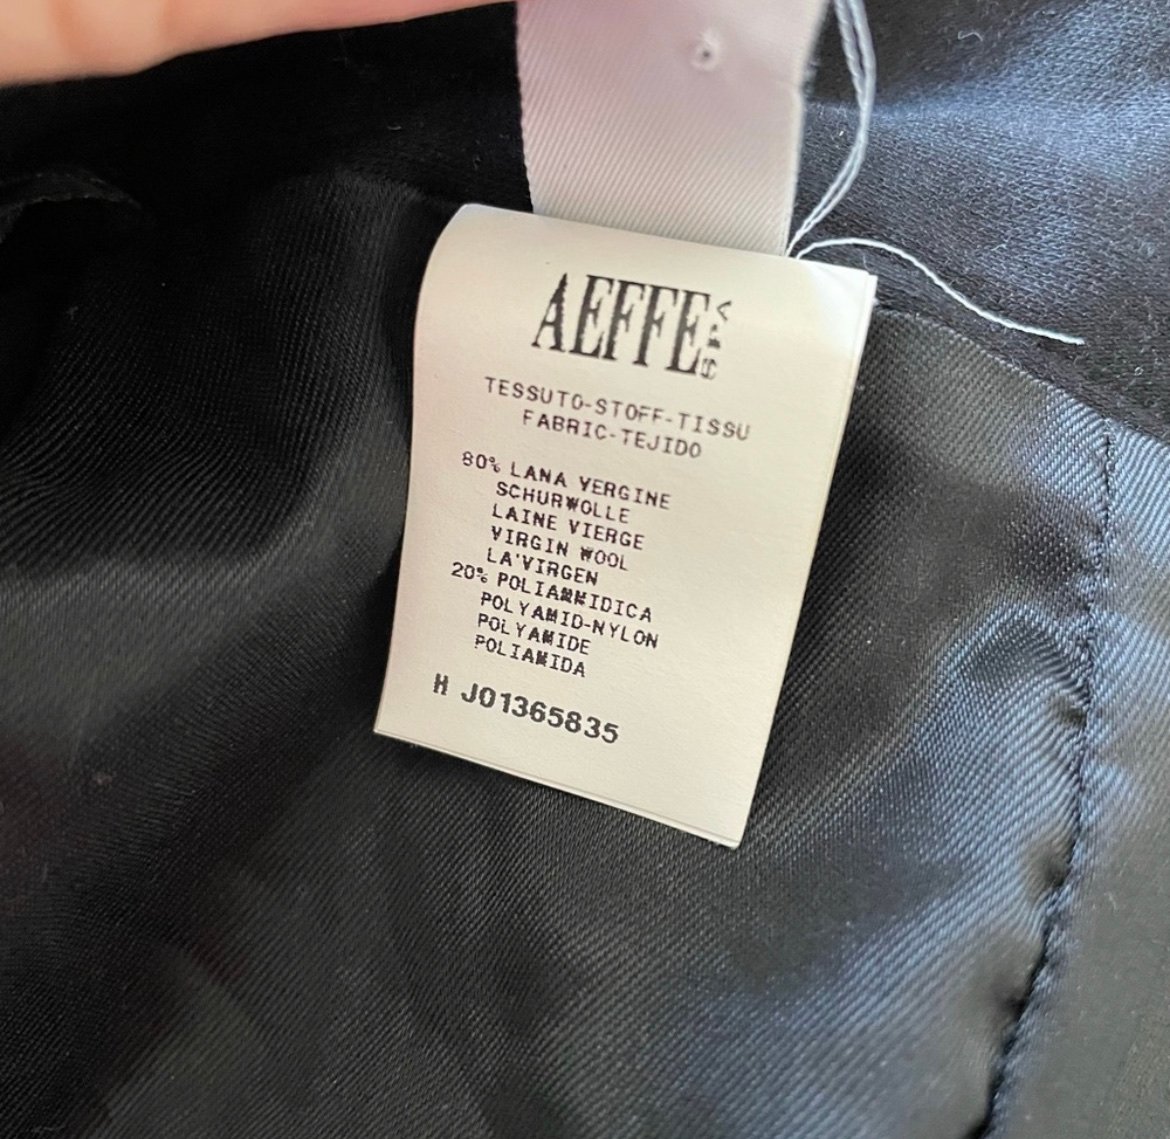 AEFFE SPA
TESSUTO-STOFF-TISSU
FABRIC-TEJIDO
80% LANA VERGINE
SCHURWOLLE
LAINE VIERGE
VIRGIN WOOL
LA'VIRGEN
20% POLIAMMIDICA
POLYAMID-NYLON
POLYAMIDE
POLIAMIDA
H J01365835